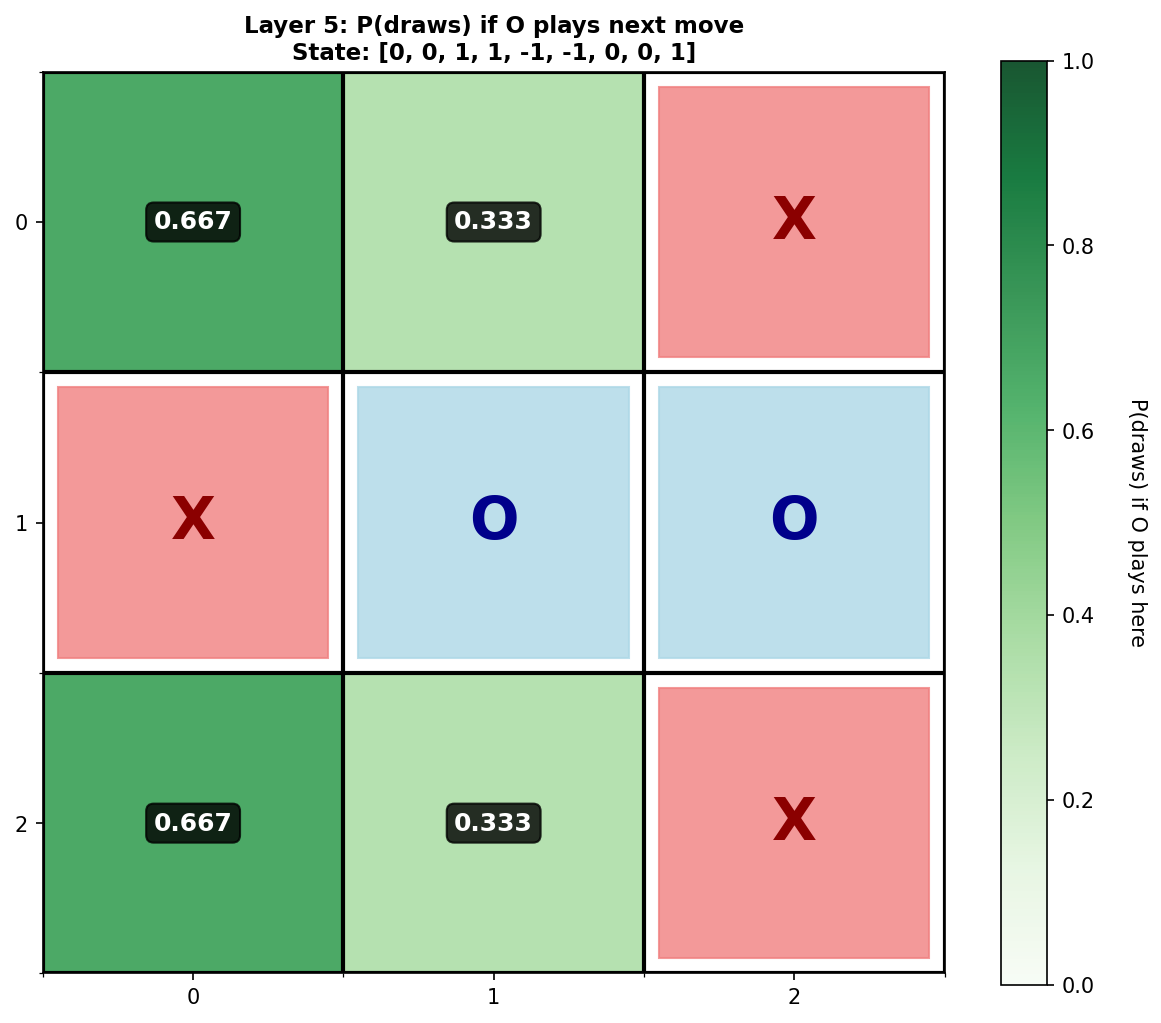 Layer 5: P(draws) if O plays next move
State: [0, 0, 1, 1, -1, -1, 0, 0, 1]
0
0.667
0.333
X
1
X
O
O
2
0.667
0.333
X
0
1
2
1.0
0.8
0.6
0.4
0.2
0.0
P(draws) if O plays here